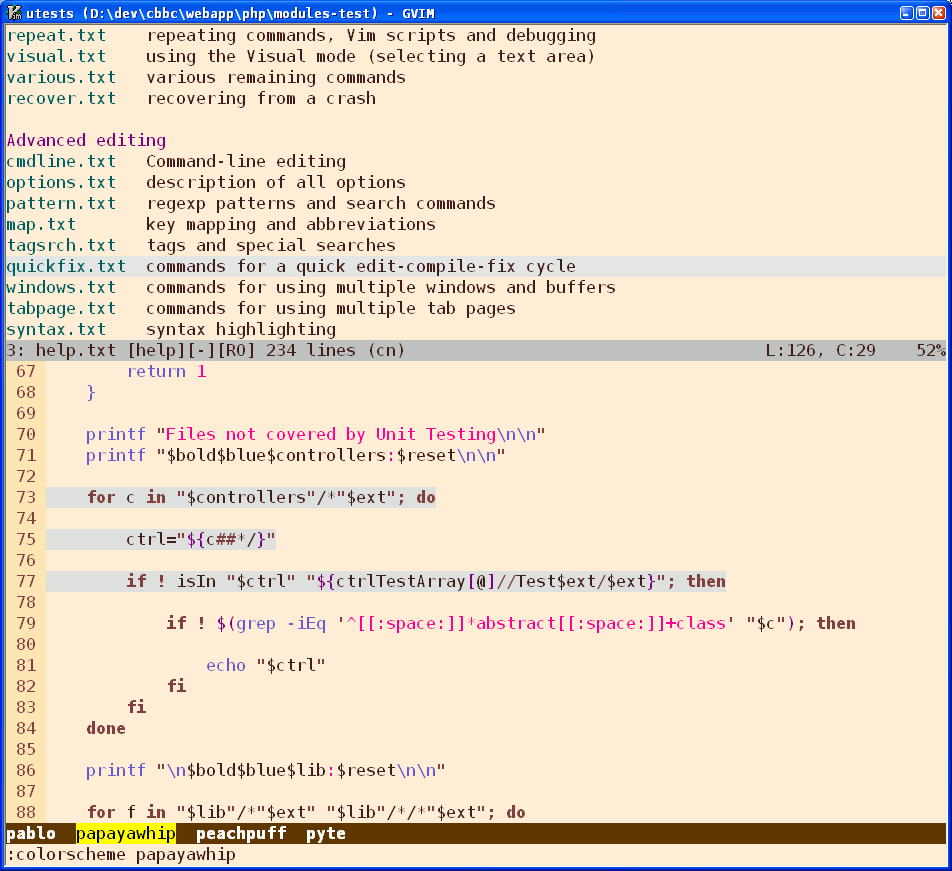 utests (D:\dev\cbbc\webapp\php\modules-test) - GVIM
repeat.txt    repeating commands, Vim scripts and debugging
visual.txt    using the Visual mode (selecting a text area)
various.txt   various remaining commands
recover.txt   recovering from a crash
Advanced editing
cmdline.txt   Command-line editing
options.txt   description of all options
pattern.txt   regexp patterns and search commands
map.txt       key mapping and abbreviations
tagsrch.txt   tags and special searches
quickfix.txt  commands for a quick edit-compile-fix cycle
windows.txt   commands for using multiple windows and buffers
tabpage.txt   commands for using multiple tab pages
syntax.txt    syntax highlighting
3: help.txt [help][-][RO] 234 lines (cn)                                    L:126, C:29    52%
67         return 1
68     }
69
70     printf "Files not covered by Unit Testing\n\n"
71     printf "$bold$blue$controllers:$reset\n\n"
72
73     for c in "$controllers"/*"$ext"; do
74
75         ctrl="${c##*/}"
76
77         if ! isIn "$ctrl" "${ctrlTestArray[@]//Test$ext/$ext}"; then
78
79             if ! $(grep -iEq '^[[:space:]]*abstract[[:space:]]+class' "$c"); then
80
81                 echo "$ctrl"
82             fi
83         fi
84     done
85
86     printf "\n$bold$blue$lib:$reset\n\n"
87
88     for f in "$lib"/*"$ext" "$lib"/*/*"$ext"; do
pablo  papayawhip  peachpuff  pyte
:colorscheme papayawhip